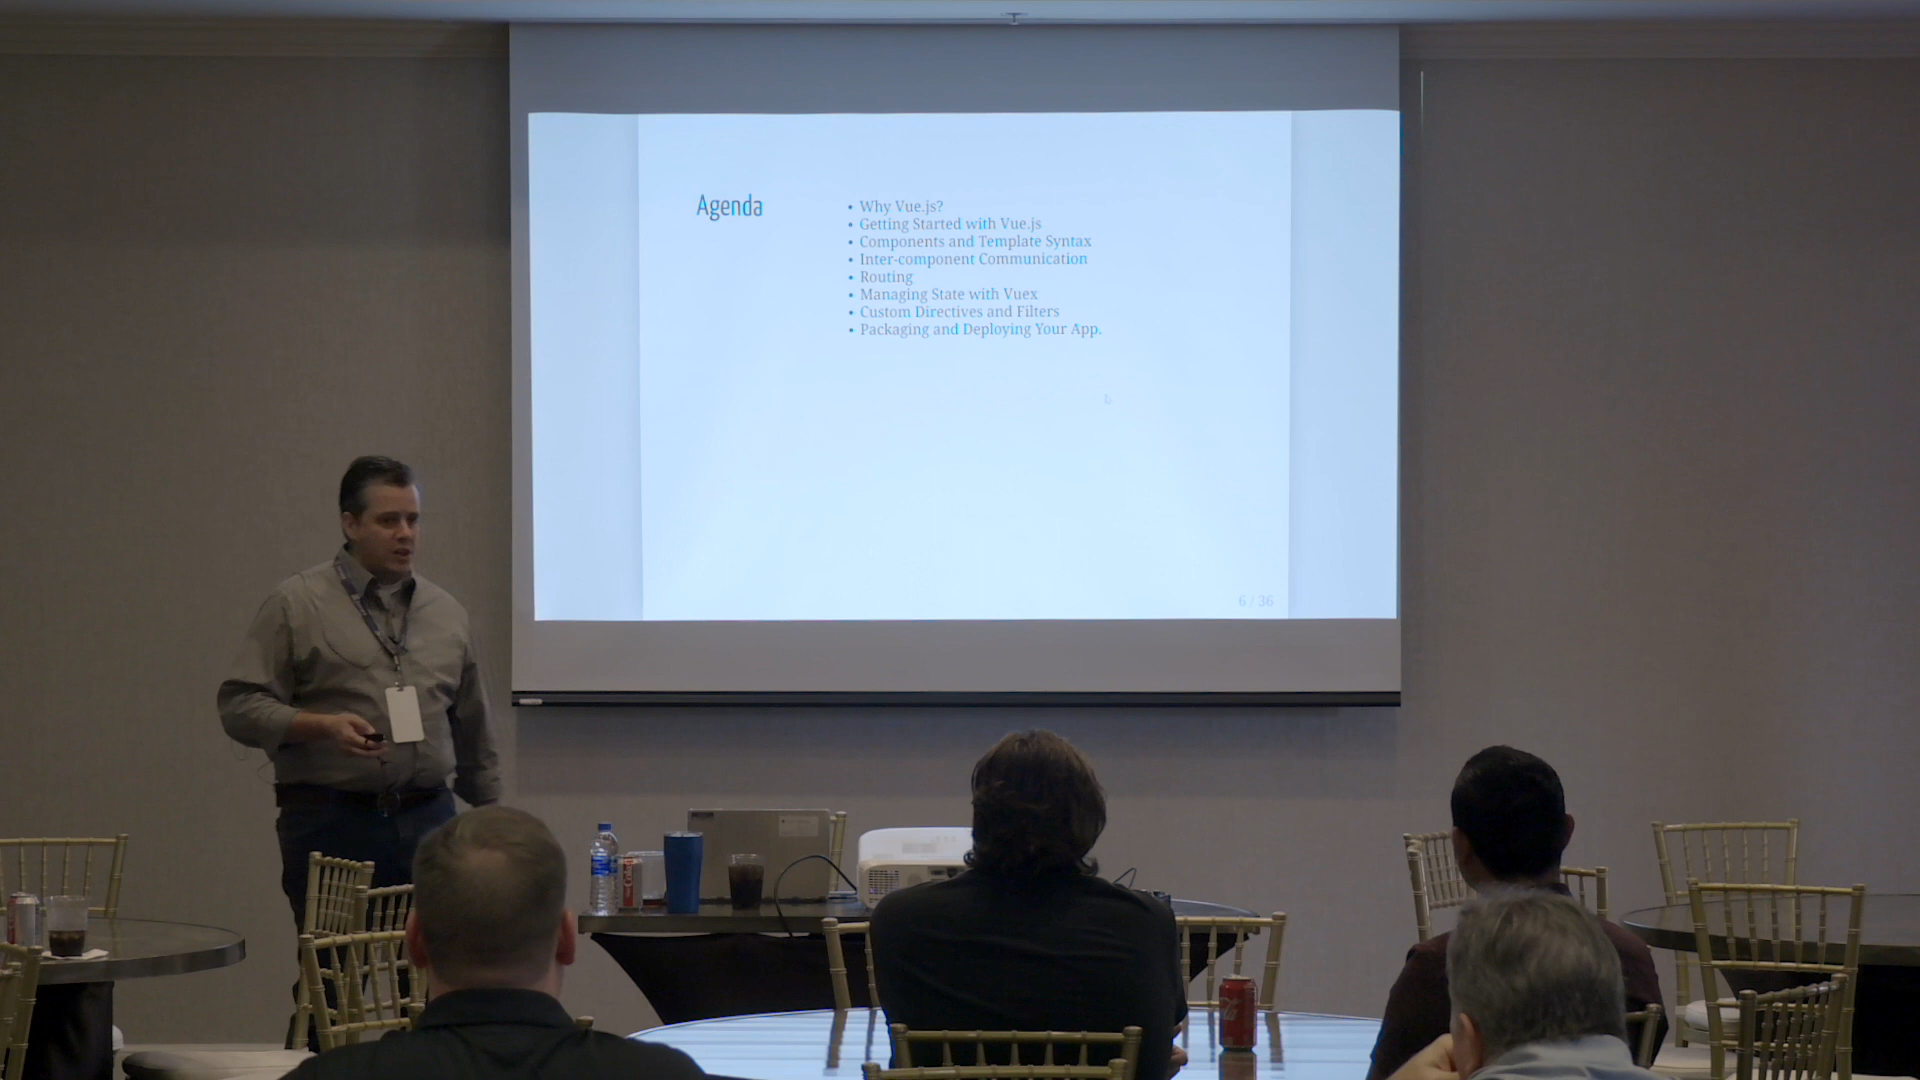 Agenda
• Why Vue.js?
• Getting Started with Vue.js
• Components and Template Syntax
• Inter-component Communication
• Routing
• Managing State with Vuex
• Custom Directives and Filters
• Packaging and Deploying Your App.
6 / 36